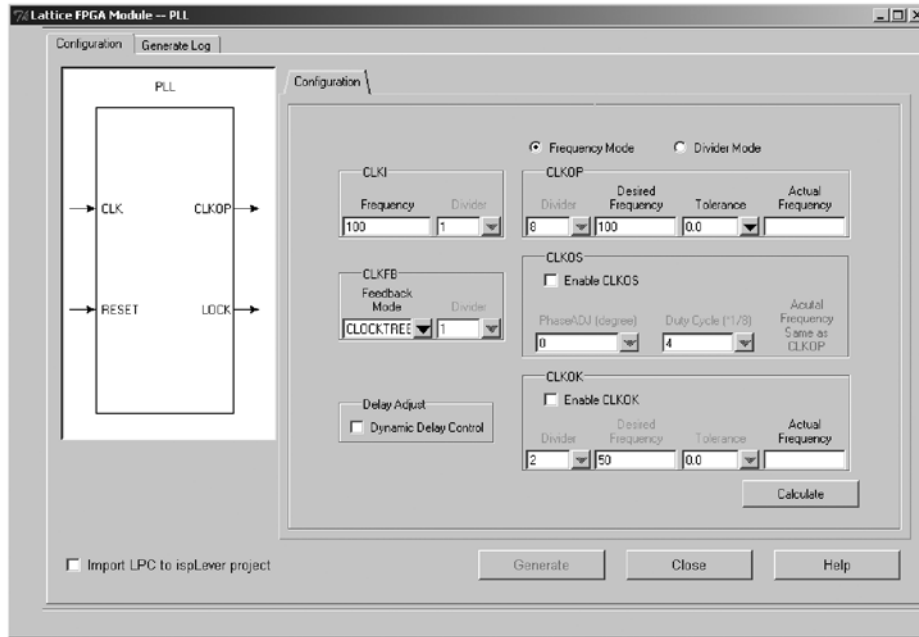 Lattice FPGA Module -- PLL
Configuration
Generate Log
PLL
CLK
CLKOP
RESET
LOCK
Configuration
Frequency Mode
Divider Mode
CLKI
Frequency
Divider
100
1
CLKOP
Divider
Desired
Frequency
Tolerance
Actual
Frequency
8
100
0.0
CLKFB
Feedback
Mode
Divider
CLOCKTREE
1
CLKOS
Enable CLKOS
PhaseADJ (degree)
Duty Cycle (*1/8)
Acutal
Frequency
Same as
CLKOP
0
4
Delay Adjust
Dynamic Delay Control
CLKOK
Enable CLKOK
Divider
Desired
Frequency
Tolerance
Actual
Frequency
2
50
0.0
Calculate
Import LPC to ispLever project
Generate
Close
Help